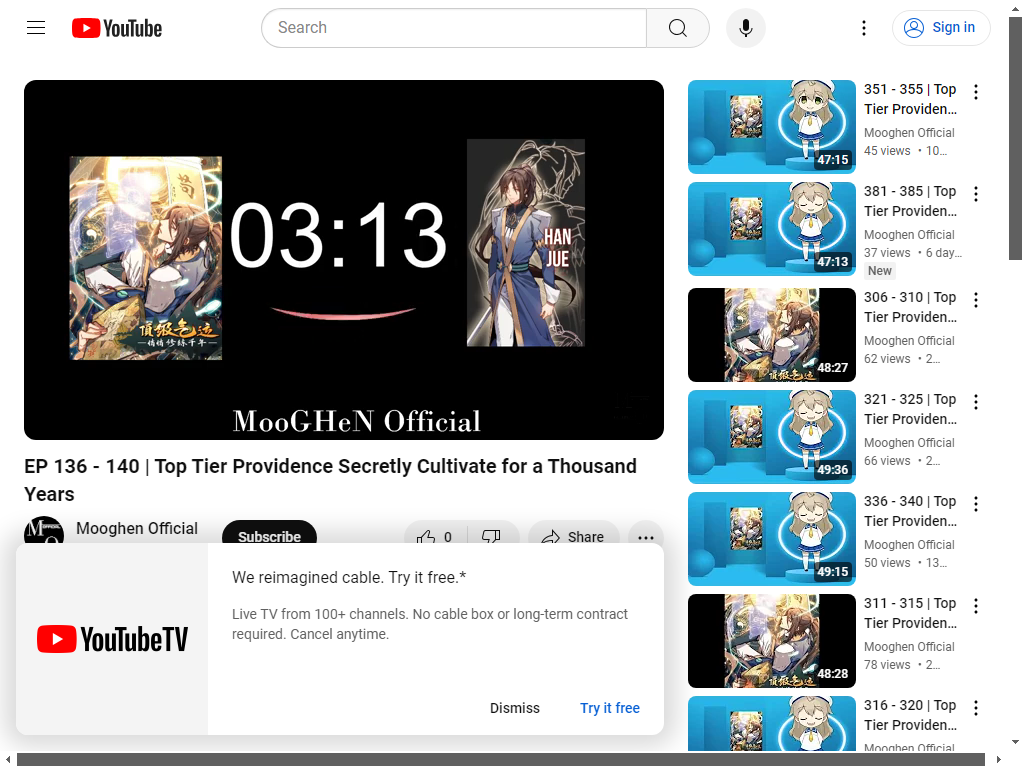 YouTube
Search
Sign in
03:13
HAN
JUE
頂級气运
悄悄修练千年
MooGHeN Official
EP 136 - 140 | Top Tier Providence Secretly Cultivate for a Thousand
Years
Mooghen Official
Subscribe
0
Share
We reimagined cable. Try it free.*
Live TV from 100+ channels. No cable box or long-term contract
required. Cancel anytime.
YouTubeTV
Dismiss
Try it free
351 - 355 | Top
Tier Providen…
Mooghen Official
45 views • 10…
47:15
381 - 385 | Top
Tier Providen…
Mooghen Official
37 views • 6 day…
New
47:13
306 - 310 | Top
Tier Providen…
Mooghen Official
62 views • 2…
48:27
321 - 325 | Top
Tier Providen…
Mooghen Official
66 views • 2…
49:36
336 - 340 | Top
Tier Providen…
Mooghen Official
50 views • 13…
49:15
311 - 315 | Top
Tier Providen…
Mooghen Official
78 views • 2…
48:28
316 - 320 | Top
Tier Providen…
Mooghen Official